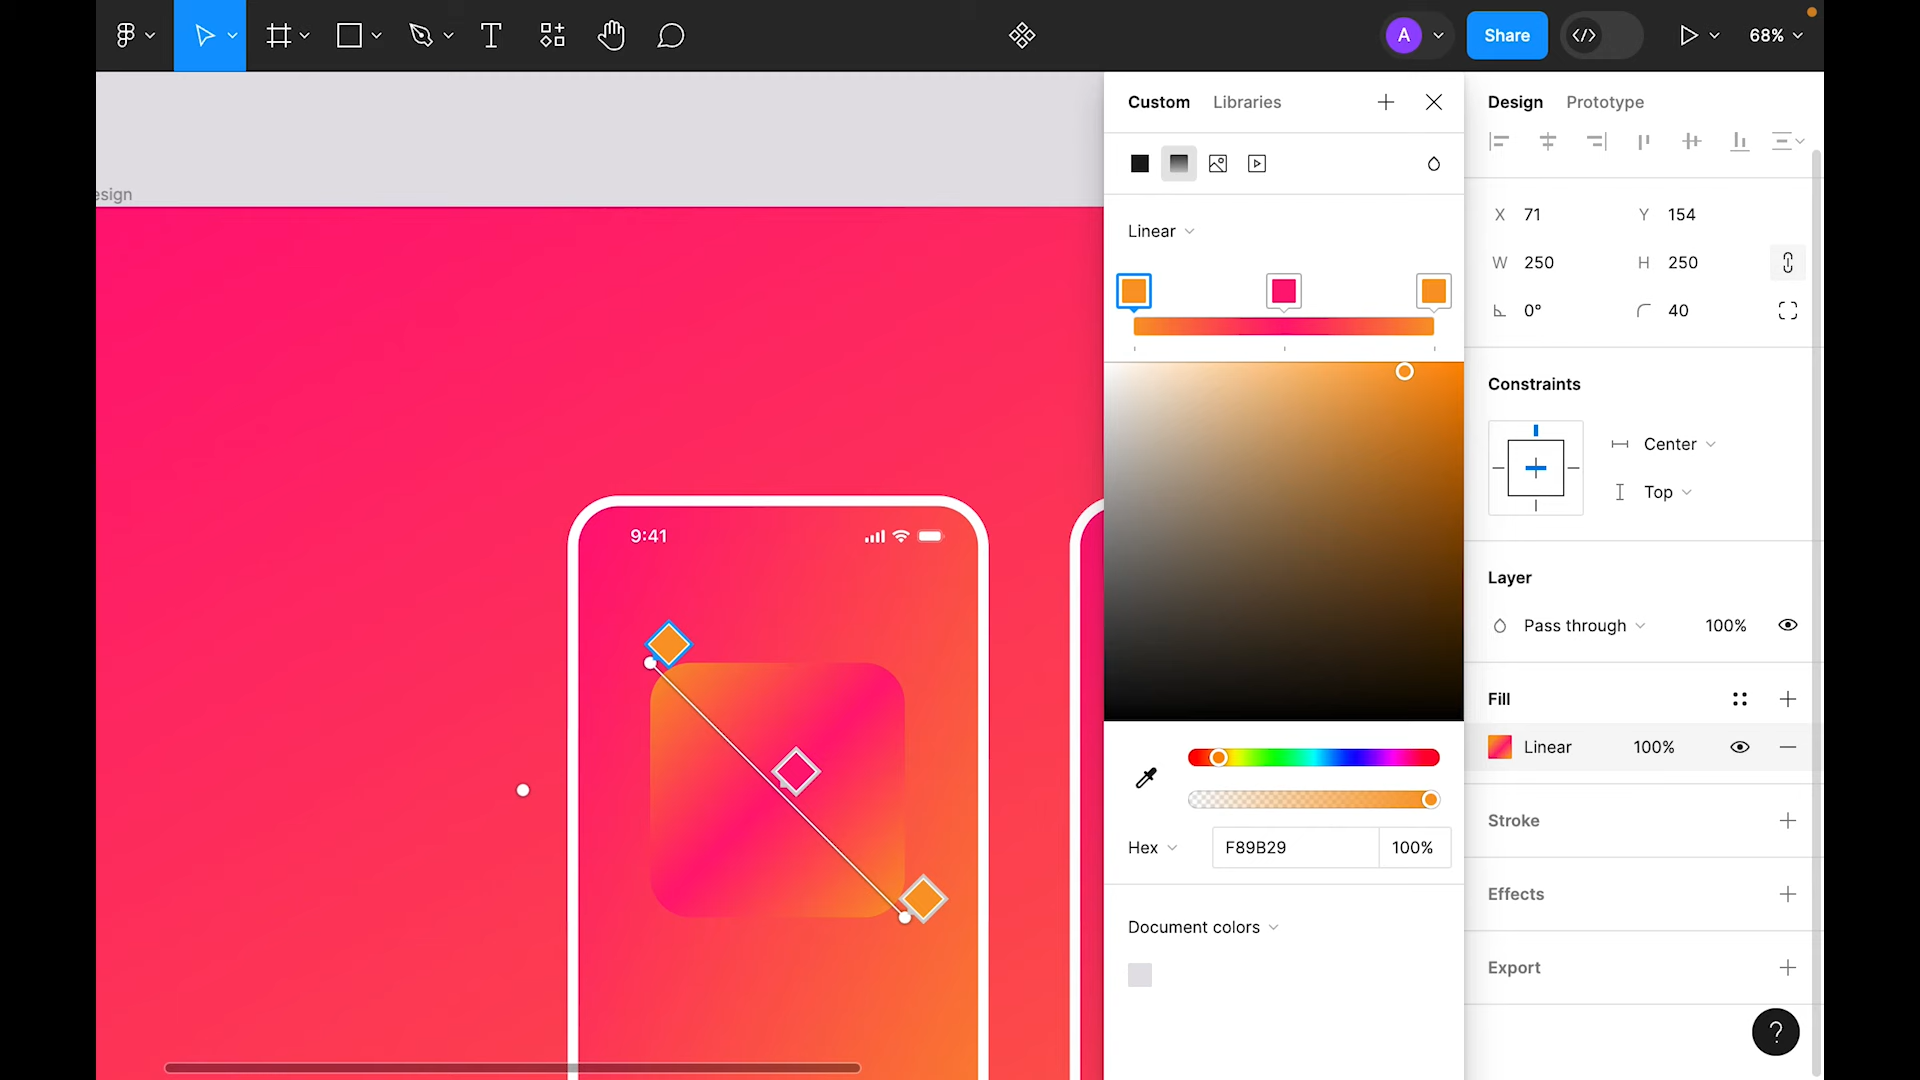 T
A
Share
68%
Custom
Libraries
Design
Prototype
esign
X 71
Y 154
Linear
W 250
H 250
0°
40
Constraints
Center
Top
9:41
Layer
Pass through
100%
Fill
Linear
100%
Stroke
Hex
F89B29
100%
Effects
Document colors
Export
?